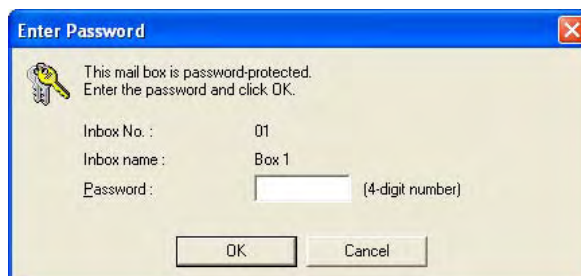 Enter Password
This mail box is password-protected.
Enter the password and click OK.
Inbox No. : 01
Inbox name : Box 1
Password : (4-digit number)
OK Cancel